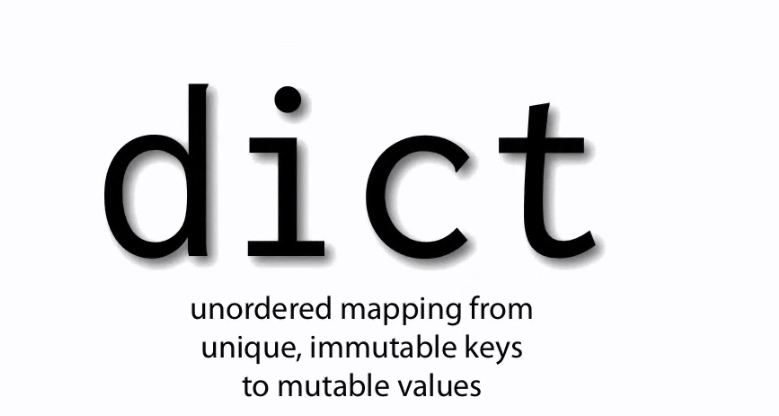 dict
unordered mapping from
unique, immutable keys
to mutable values